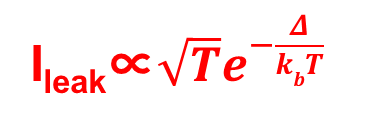 I_leak ∝ √T e^(−Δ/(k_b T))